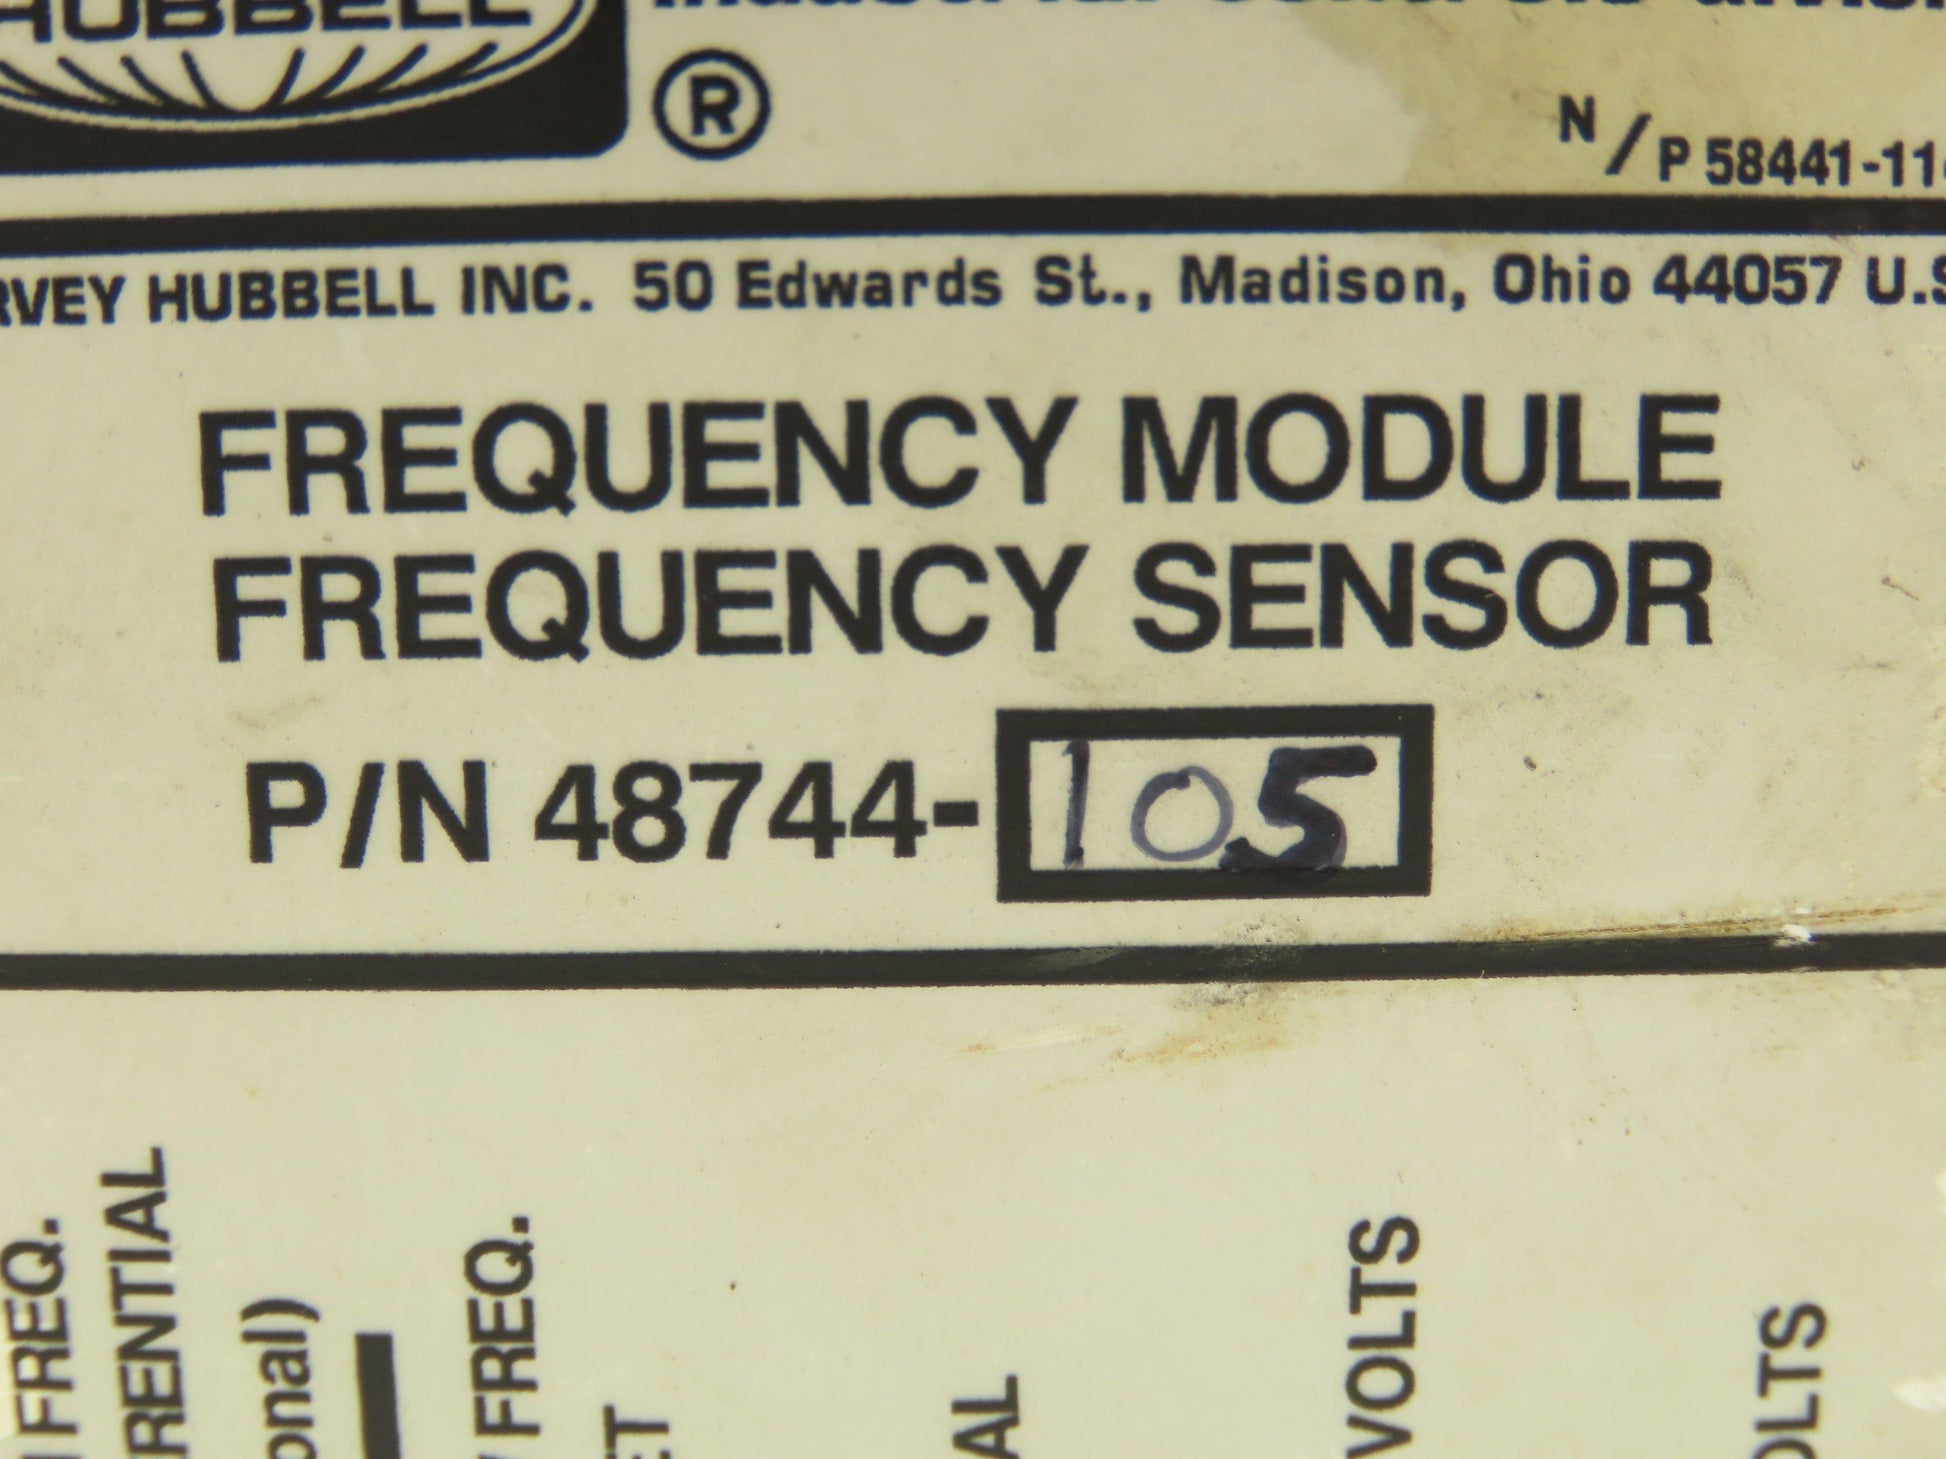 HUBBELL
®
N/P 58441-11
RVEY HUBBELL INC. 50 Edwards St., Madison, Ohio 44057 U.S
FREQUENCY MODULE
FREQUENCY SENSOR
P/N 48744-105
FREQ.
RENTIAL
onal)
FREQ.
ET
AL
VOLTS
OLTS